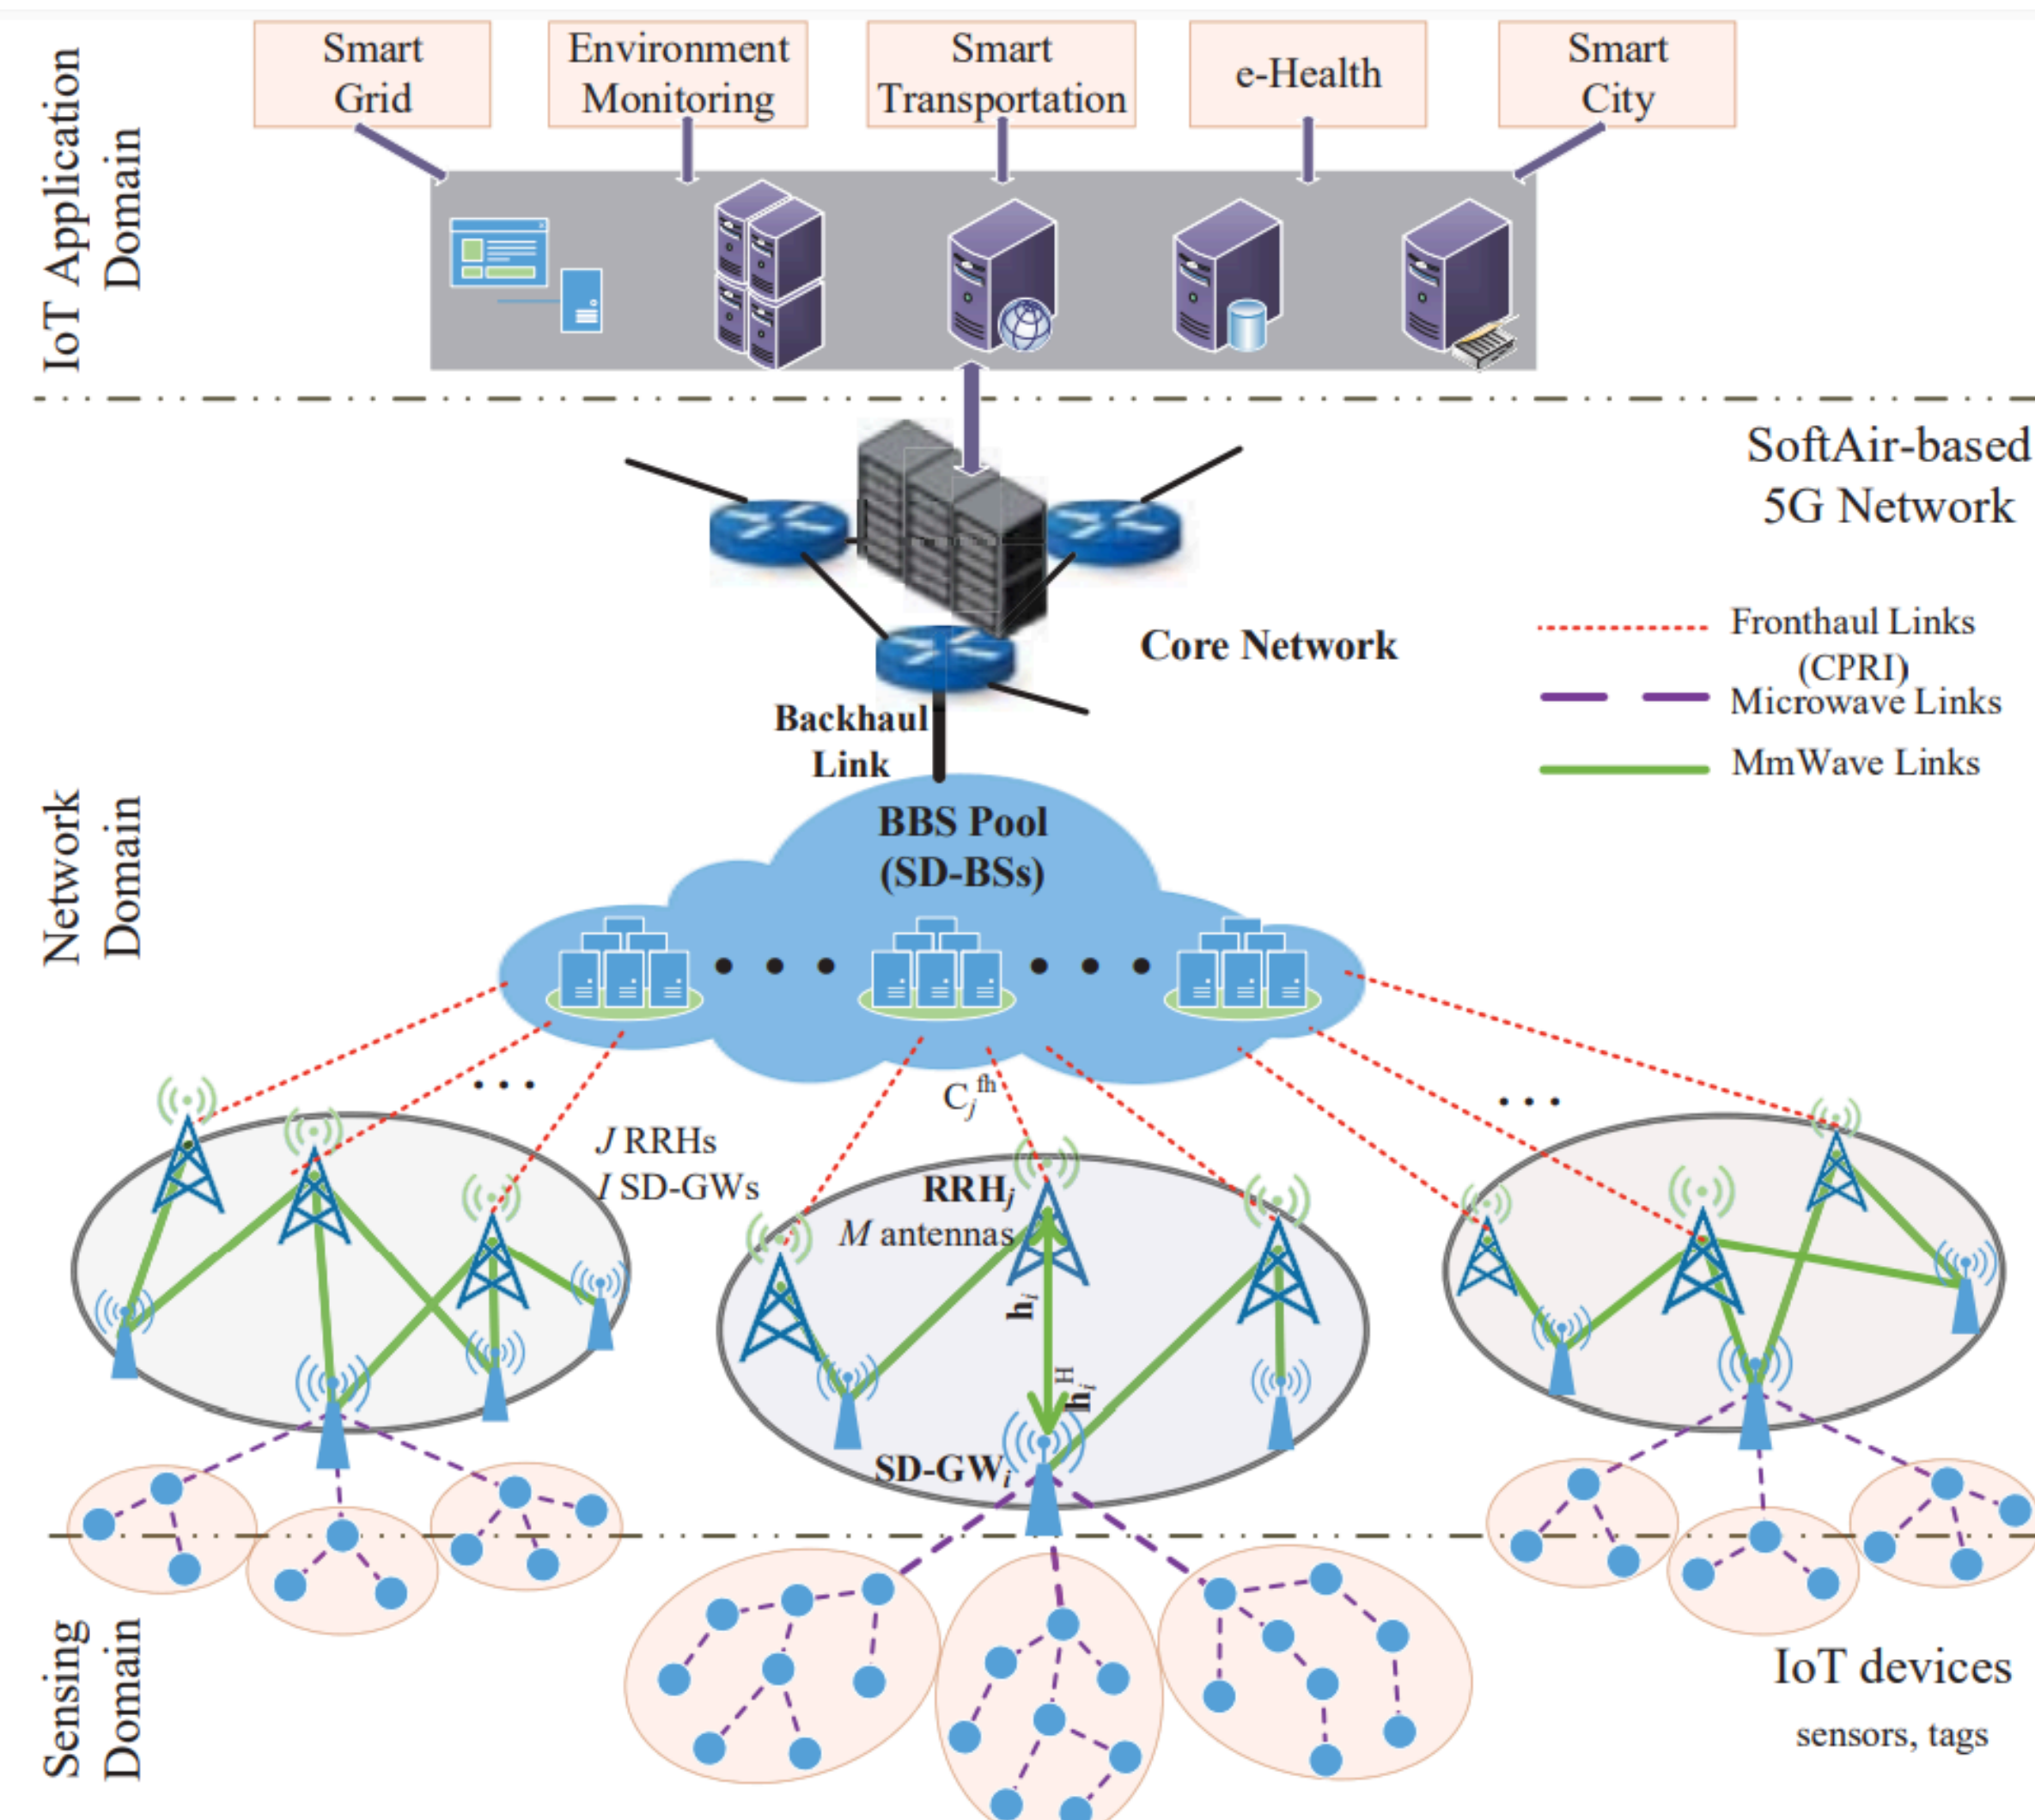 Smart
Grid
Environment
Monitoring
Smart
Transportation
e-Health
Smart
City
IoT Application
Domain
SoftAir-based
5G Network
Core Network
Fronthaul Links
(CPRI)
Microwave Links
MmWave Links
Backhaul
Link
Network
Domain
BBS Pool
(SD-BSs)
C_j^fh
J RRHs
I SD-GWs
RRH_j
M antennas
h_i
h_i^H
SD-GW_i
Sensing
Domain
IoT devices
sensors, tags